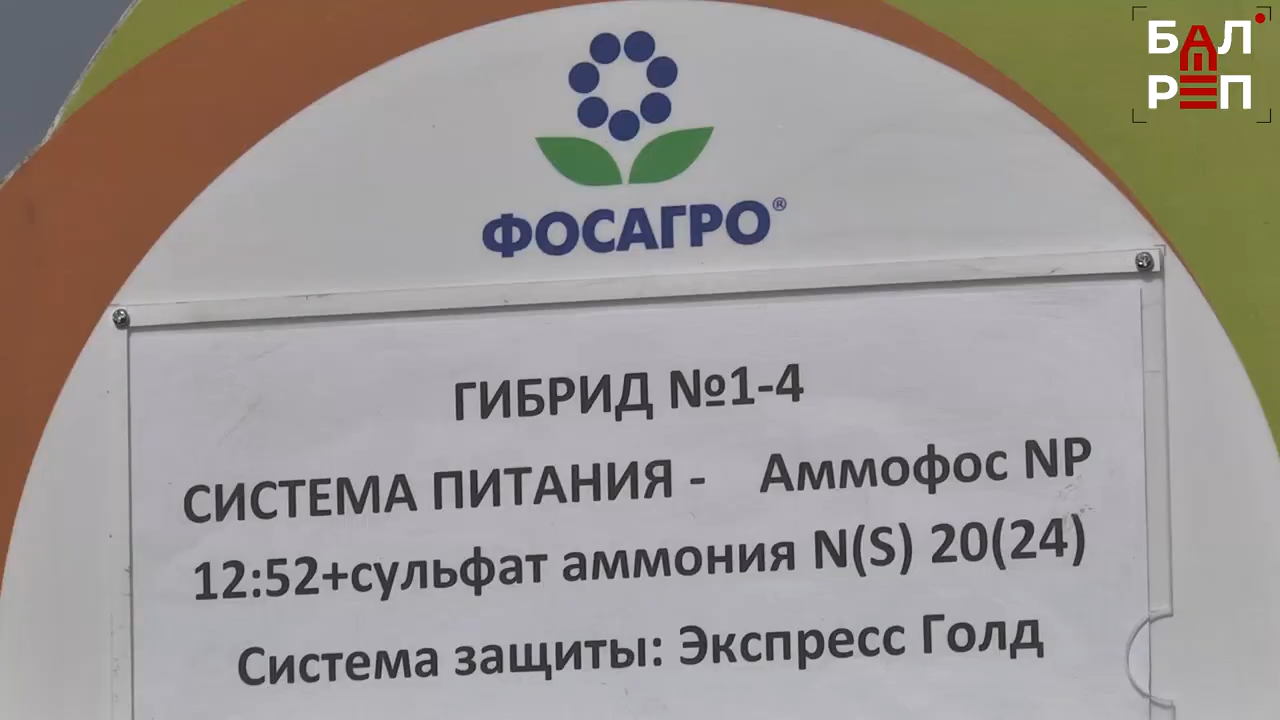 БАЛ
РЕП
ФОСАГРО®
ГИБРИД №1-4
СИСТЕМА ПИТАНИЯ - Аммофос NP
12:52+сульфат аммония N(S) 20(24)
Система защиты: Экспресс Голд